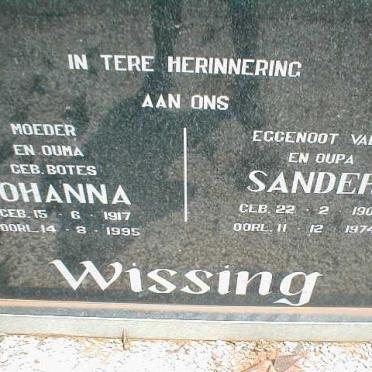 IN TERE HERINNERING
AAN ONS
MOEDER
EN OUMA
GEB. BOTES
OHANNA
GEB. 15 · 6 · 1917
OORL. 14 · 8 · 1995
EGGENOOT VA
EN OUPA
SANDER
GEB. 22 · 2 · 190
OORL. 11 · 12 · 1974
Wissing